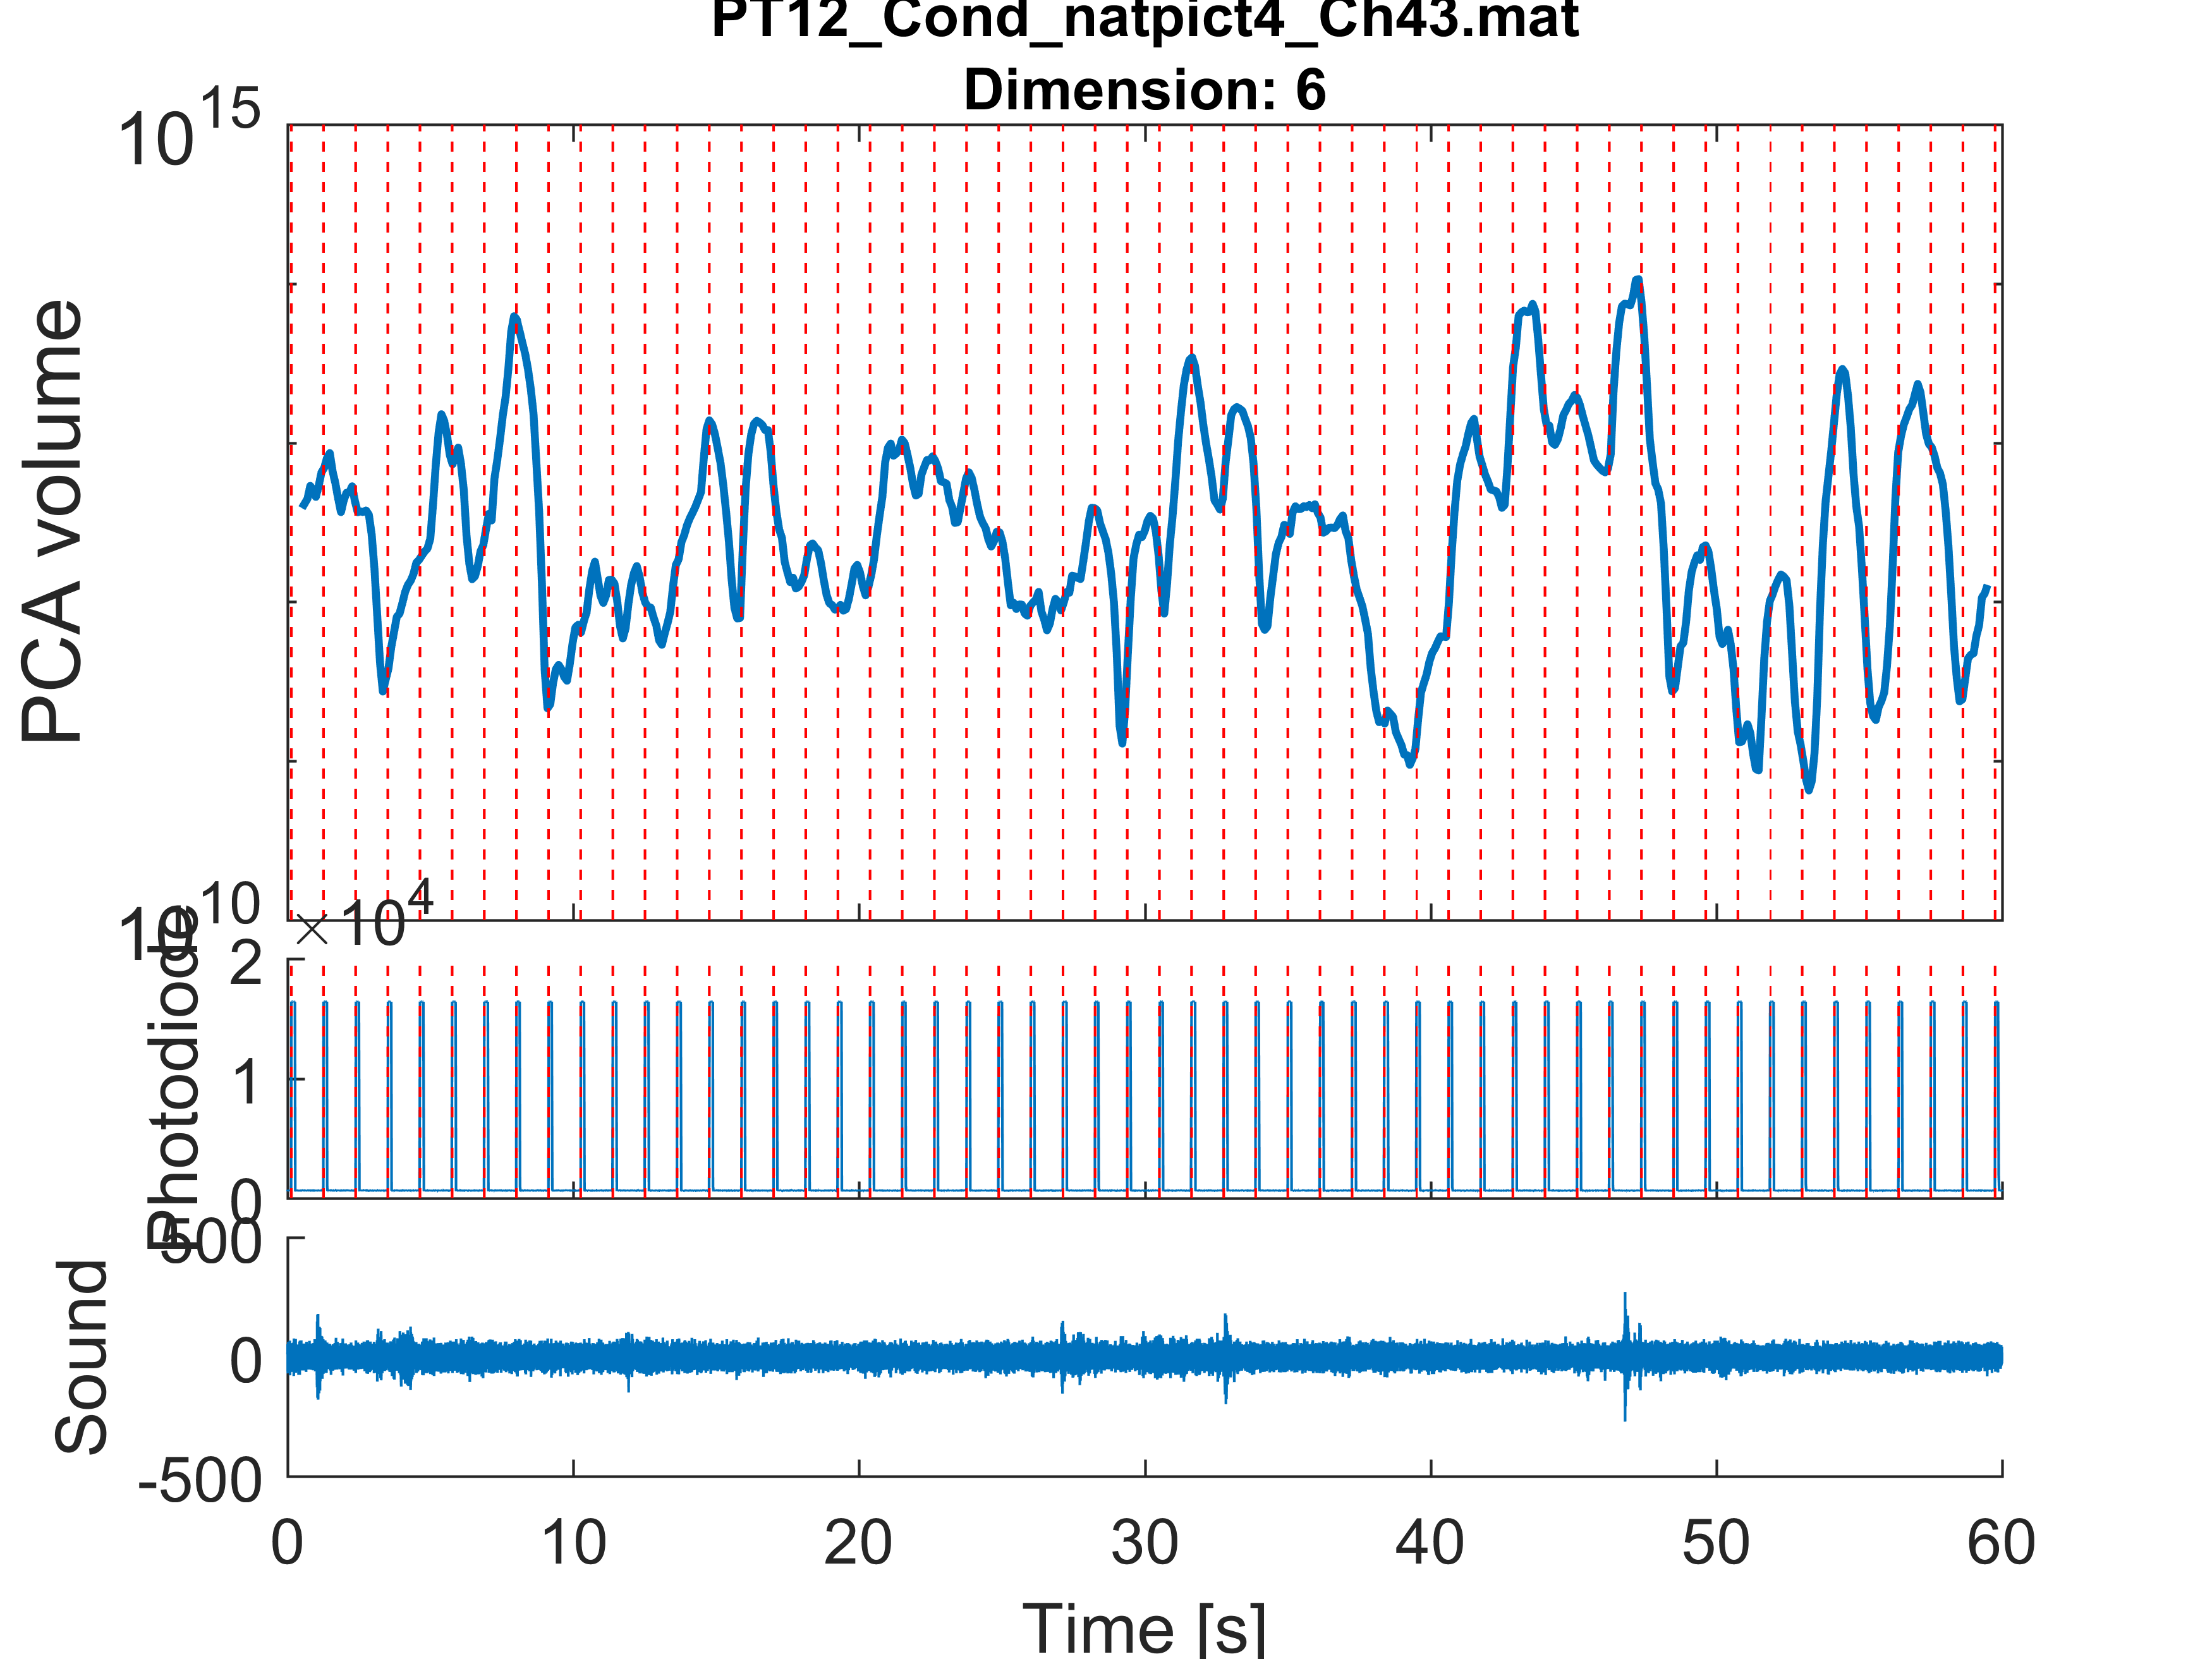 PT12_Cond_natpict4_Ch43.mat
Dimension: 6
10^15
PCA volume
10^10
×10^4
2
1
0
Photodiode
500
0
-500
Sound
0 10 20 30 40 50 60
Time [s]